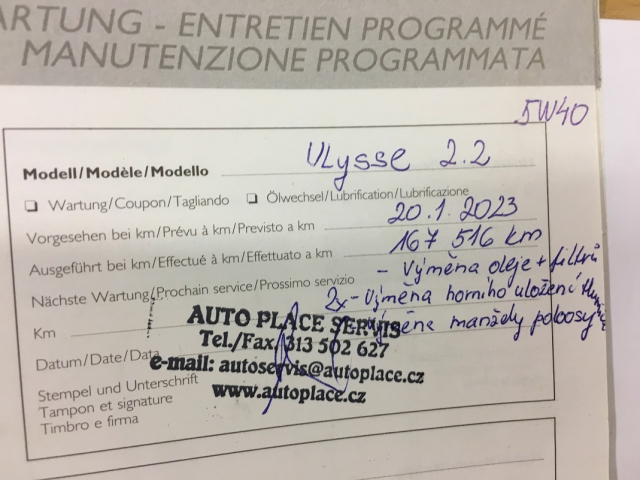 ARTUNG - ENTRETIEN PROGRAMMÉ
MANUTENZIONE PROGRAMMATA
5W40
Modell/Modèle/Modello Ulysse 2.2
❏ Wartung/Coupon/Tagliando ❏ Ölwechsel/Lubrification/Lubrificazione
Vorgesehen bei km/Prévu à km/Previsto a km 20.1.2023
Ausgeführt bei km/Effectué à km/Effettuato a km 167 516 km
Nächste Wartung/Prochain service/Prossimo servizio - Výměna oleje + filtrů
2x - Výměna horního uložení
Km výměna manžety poloosy
AUTO PLACE SERVIS
Tel./Fax. 313 502 627
Datum/Date/Data
e-mail: autoservis@autoplace.cz
www.autoplace.cz
Stempel und Unterschrift
Tampon et signature
Timbro e firma